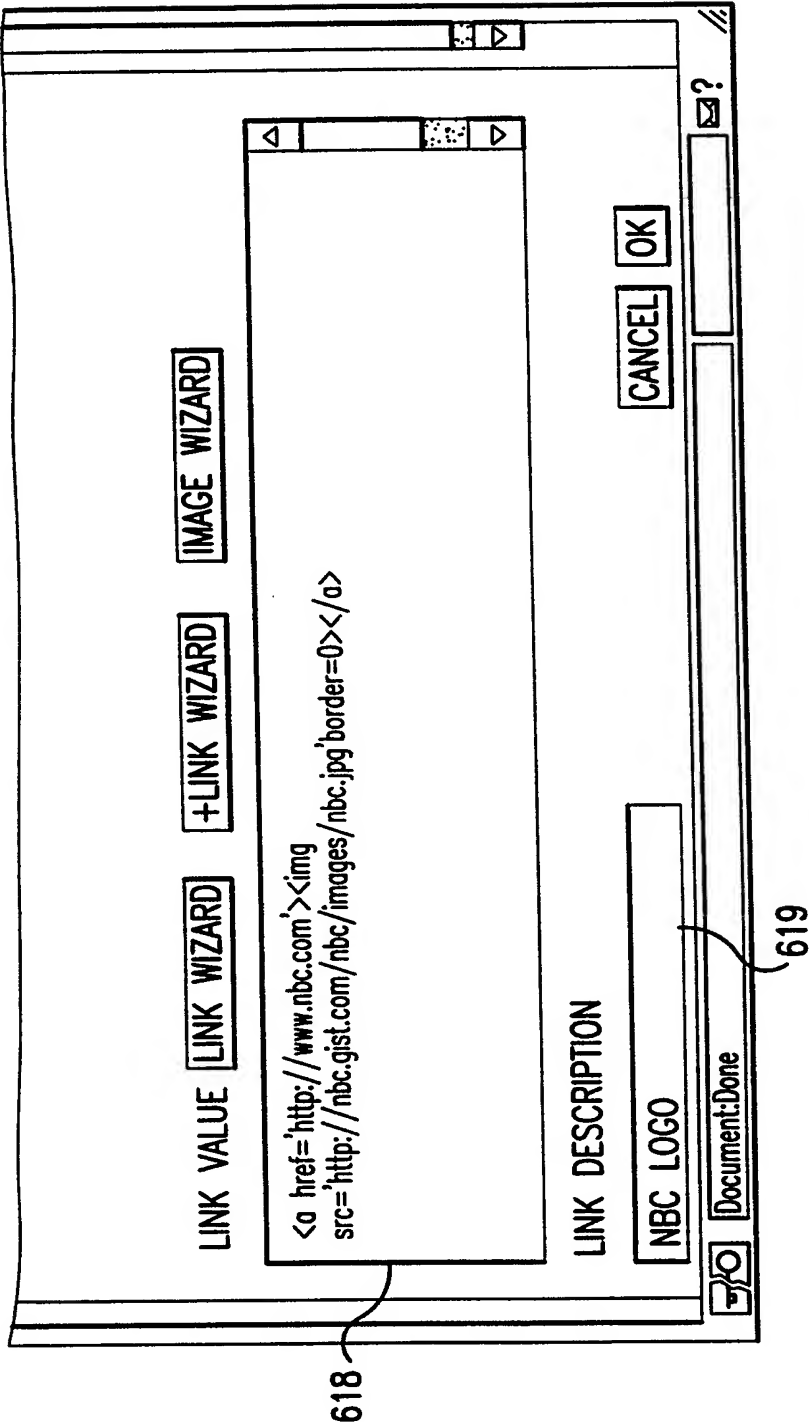 LINK VALUE LINK WIZARD +LINK WIZARD IMAGE WIZARD
<a href='http://www.nbc.com'><img
src='http://nbc.gist.com/nbc/images/nbc.jpg'border=0></a>
618
LINK DESCRIPTION
NBC LOGO
CANCEL OK
Document:Done ?
619